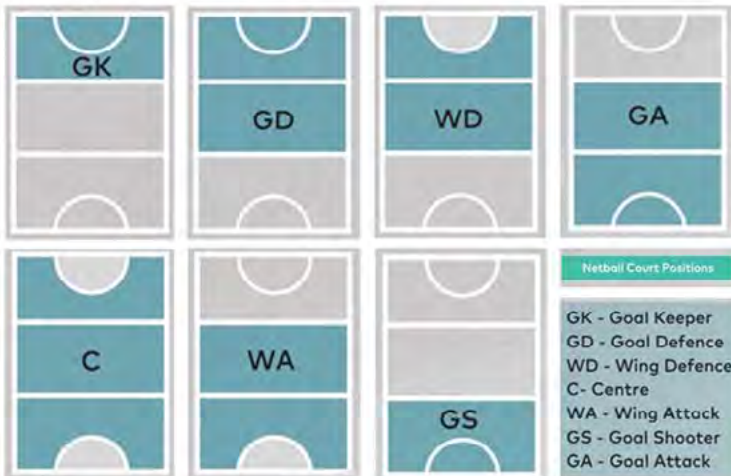 GK
GD
WD
GA
C
WA
GS
Netball Court Positions
GK - Goal Keeper
GD - Goal Defence
WD - Wing Defence
C- Centre
WA - Wing Attack
GS - Goal Shooter
GA - Goal Attack